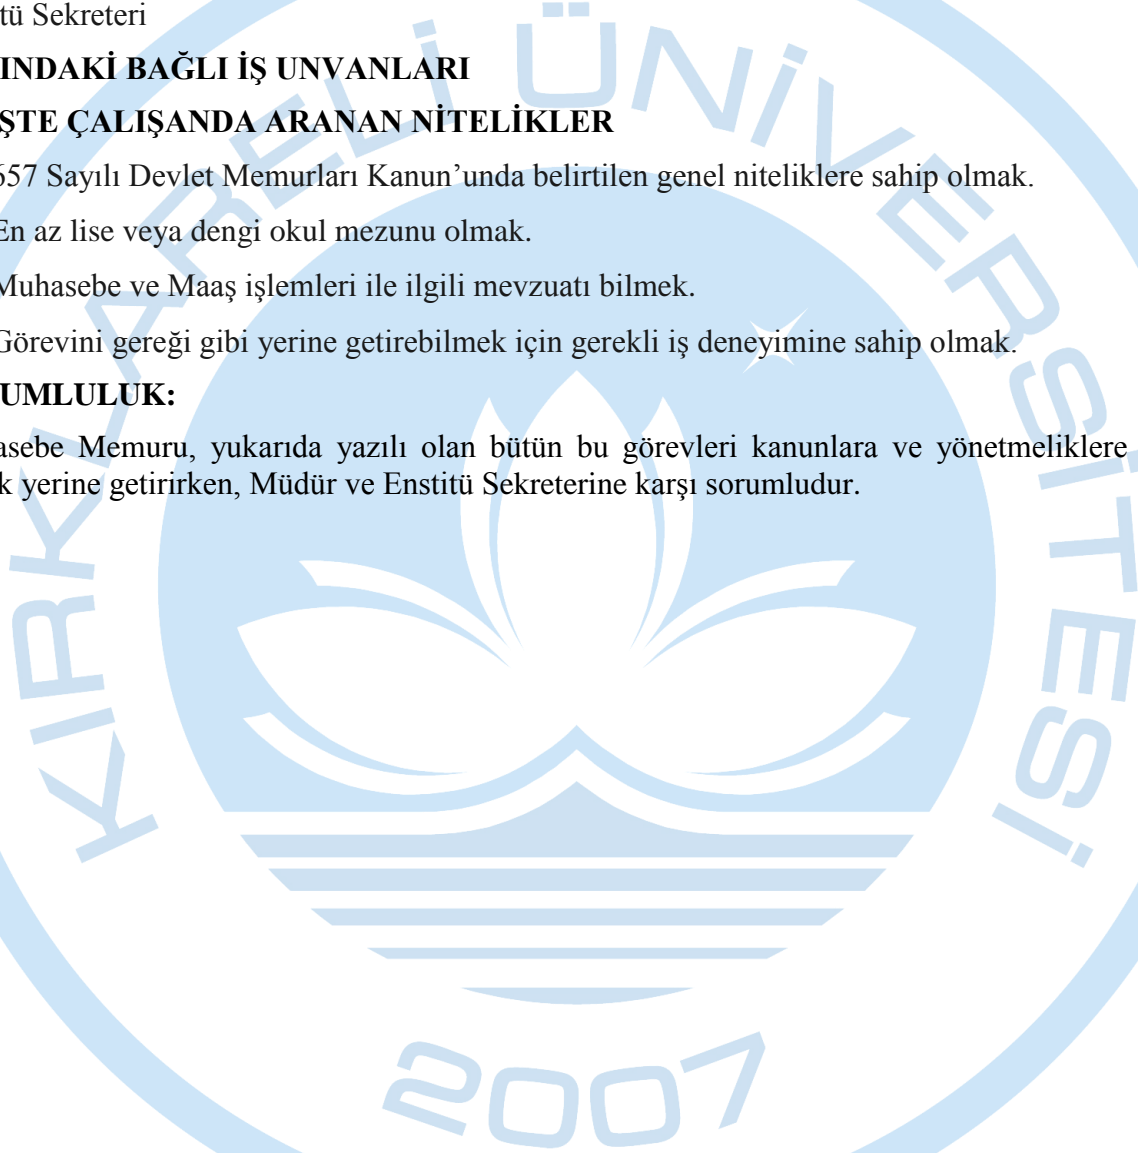 tü Sekreteri
INDAKİ BAĞLI İŞ UNVANLARI
ŞTE ÇALIŞANDA ARANAN NİTELİKLER
657 Sayılı Devlet Memurları Kanun’unda belirtilen genel niteliklere sahip olmak.
En az lise veya dengi okul mezunu olmak.
Muhasebe ve Maaş işlemleri ile ilgili mevzuatı bilmek.
Görevini gereği gibi yerine getirebilmek için gerekli iş deneyimine sahip olmak.
UMLULUK:
asebe Memuru, yukarıda yazılı olan bütün bu görevleri kanunlara ve yönetmeliklere
k yerine getirirken, Müdür ve Enstitü Sekreterine karşı sorumludur.
KIRKLARELİ ÜNİVERSİTESİ
2007